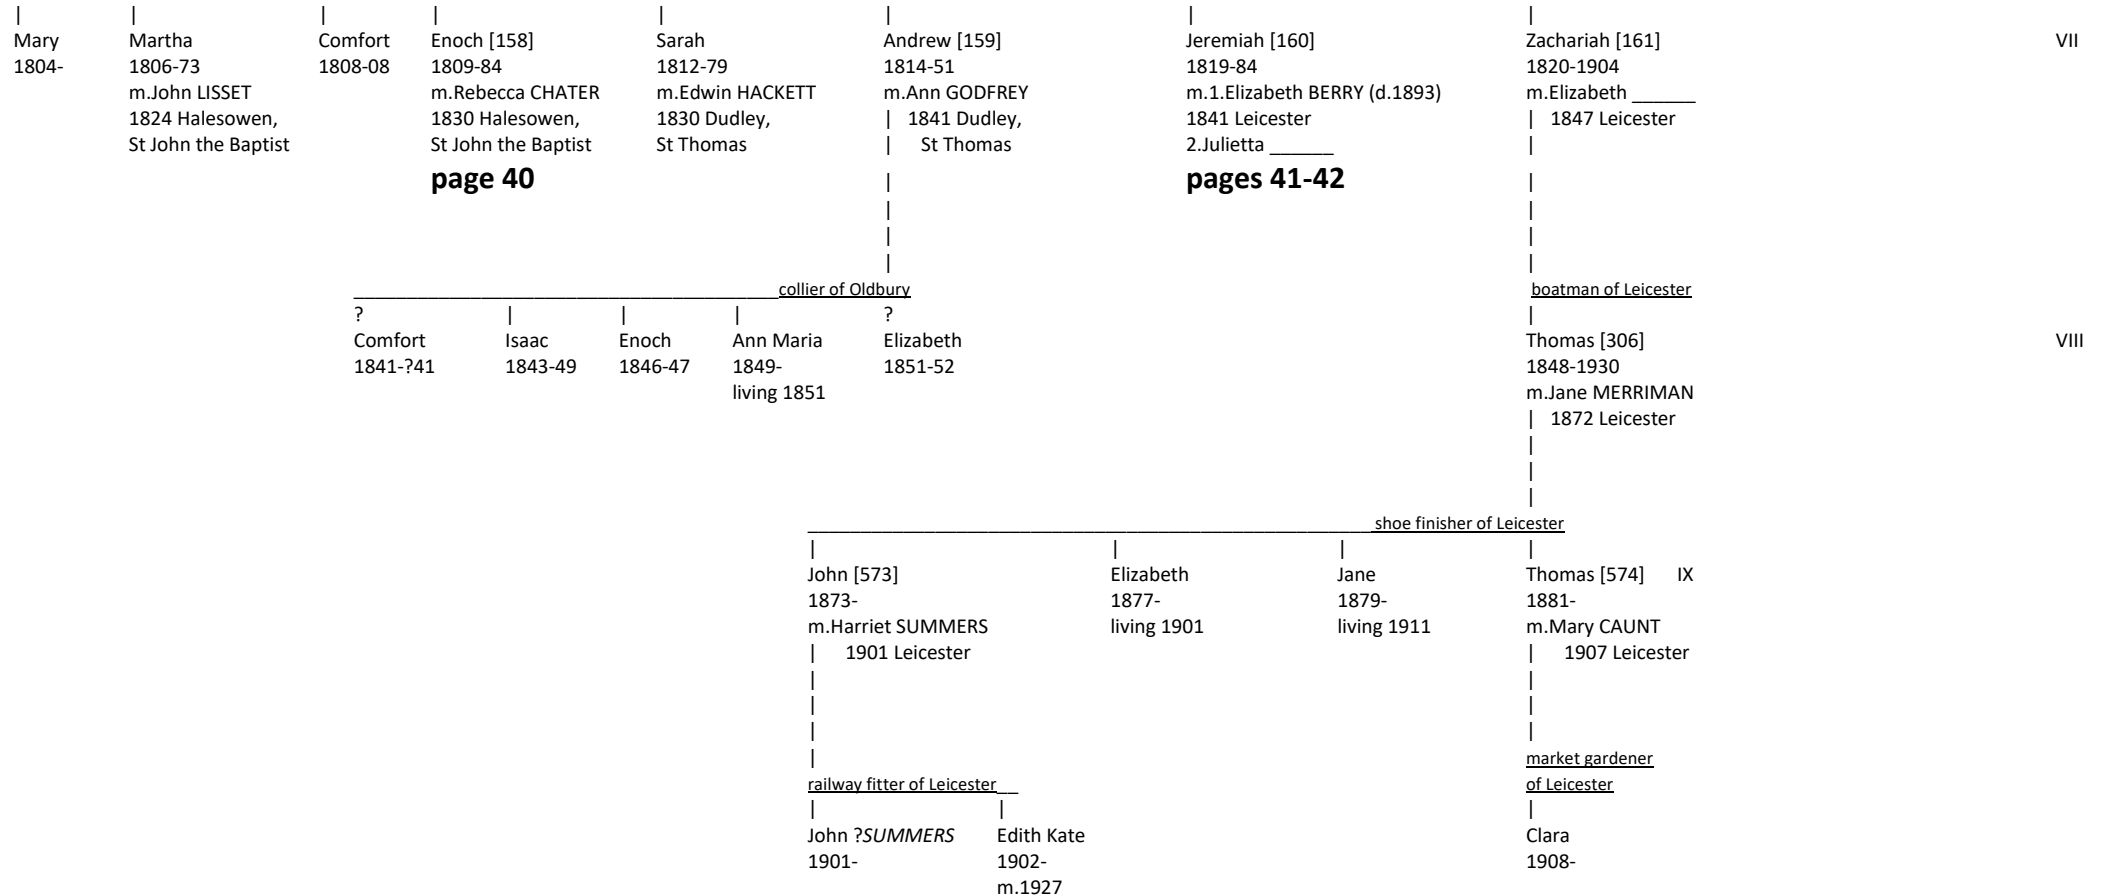 | | | | | | | |
Mary Martha Comfort Enoch [158] Sarah Andrew [159] Jeremiah [160] Zachariah [161] VII
1804- 1806-73 1808-08 1809-84 1812-79 1814-51 1819-84 1820-1904
m.John LISSET m.Rebecca CHATER m.Edwin HACKETT m.Ann GODFREY m.1.Elizabeth BERRY (d.1893) m.Elizabeth ______
1824 Halesowen, 1830 Halesowen, 1830 Dudley, | 1841 Dudley, 1841 Leicester | 1847 Leicester
St John the Baptist St John the Baptist St Thomas | St Thomas 2.Julietta ______ |
page 40 | pages 41-42 |
| |
| |
| |
________________________________________collier of Oldbury boatman of Leicester
? | | | ? |
Comfort Isaac Enoch Ann Maria Elizabeth Thomas [306] VIII
1841-?41 1843-49 1846-47 1849- 1851-52 1848-1930
living 1851 m.Jane MERRIMAN
| 1872 Leicester
|
|
|
______________________________________________________shoe finisher of Leicester
| | | |
John [573] Elizabeth Jane Thomas [574] IX
1873- 1877- 1879- 1881-
m.Harriet SUMMERS living 1901 living 1911 m.Mary CAUNT
| 1901 Leicester | 1907 Leicester
| |
| |
| |
| market gardener
railway fitter of Leicester__ of Leicester
| | |
John ?SUMMERS Edith Kate Clara
1901- 1902- 1908-
m.1927